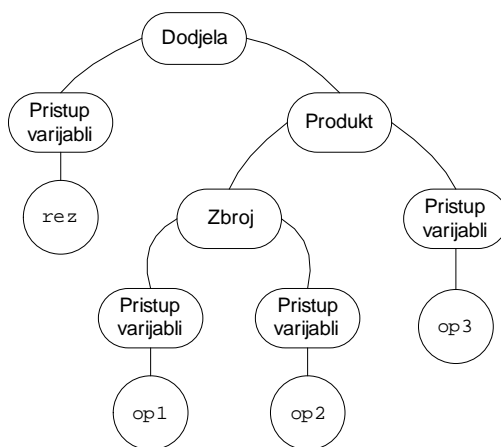 Dodjela
Pristup
varijabli
Produkt
rez
Zbroj
Pristup
varijabli
Pristup
varijabli
Pristup
varijabli
op3
op1
op2